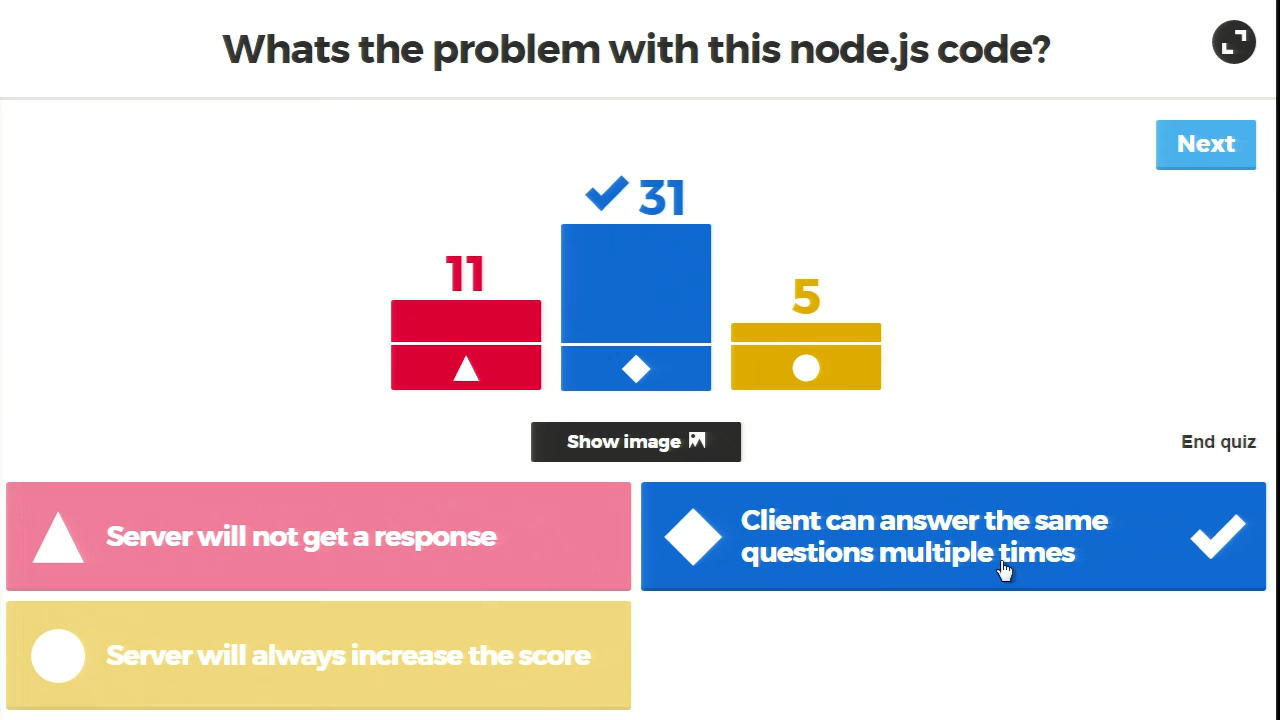 Whats the problem with this node.js code?
Next
31
11
5
Show image
End quiz
Server will not get a response
Client can answer the same
questions multiple times
Server will always increase the score